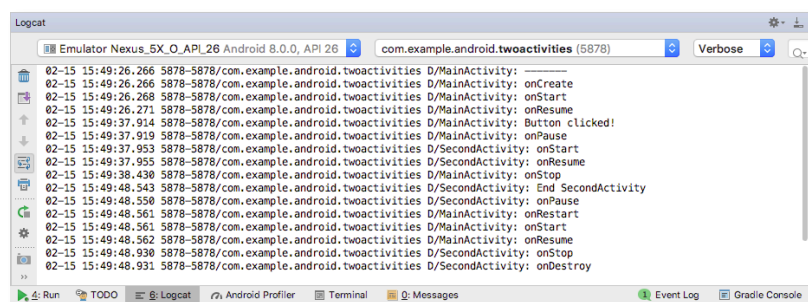 Logcat
Emulator Nexus_5X_O_API_26 Android 8.0.0, API 26 com.example.android.twoactivities (5878) Verbose
02-15 15:49:26.266 5878-5878/com.example.android.twoactivities D/MainActivity: -------
02-15 15:49:26.266 5878-5878/com.example.android.twoactivities D/MainActivity: onCreate
02-15 15:49:26.268 5878-5878/com.example.android.twoactivities D/MainActivity: onStart
02-15 15:49:26.271 5878-5878/com.example.android.twoactivities D/MainActivity: onResume
02-15 15:49:37.914 5878-5878/com.example.android.twoactivities D/MainActivity: Button clicked!
02-15 15:49:37.919 5878-5878/com.example.android.twoactivities D/MainActivity: onPause
02-15 15:49:37.953 5878-5878/com.example.android.twoactivities D/SecondActivity: onStart
02-15 15:49:37.955 5878-5878/com.example.android.twoactivities D/SecondActivity: onResume
02-15 15:49:38.430 5878-5878/com.example.android.twoactivities D/MainActivity: onStop
02-15 15:49:48.543 5878-5878/com.example.android.twoactivities D/SecondActivity: End SecondActivity
02-15 15:49:48.550 5878-5878/com.example.android.twoactivities D/SecondActivity: onPause
02-15 15:49:48.561 5878-5878/com.example.android.twoactivities D/MainActivity: onRestart
02-15 15:49:48.561 5878-5878/com.example.android.twoactivities D/MainActivity: onStart
02-15 15:49:48.562 5878-5878/com.example.android.twoactivities D/MainActivity: onResume
02-15 15:49:48.930 5878-5878/com.example.android.twoactivities D/SecondActivity: onStop
02-15 15:49:48.931 5878-5878/com.example.android.twoactivities D/SecondActivity: onDestroy
4: Run TODO 6: Logcat Android Profiler Terminal 0: Messages 1 Event Log Gradle Console